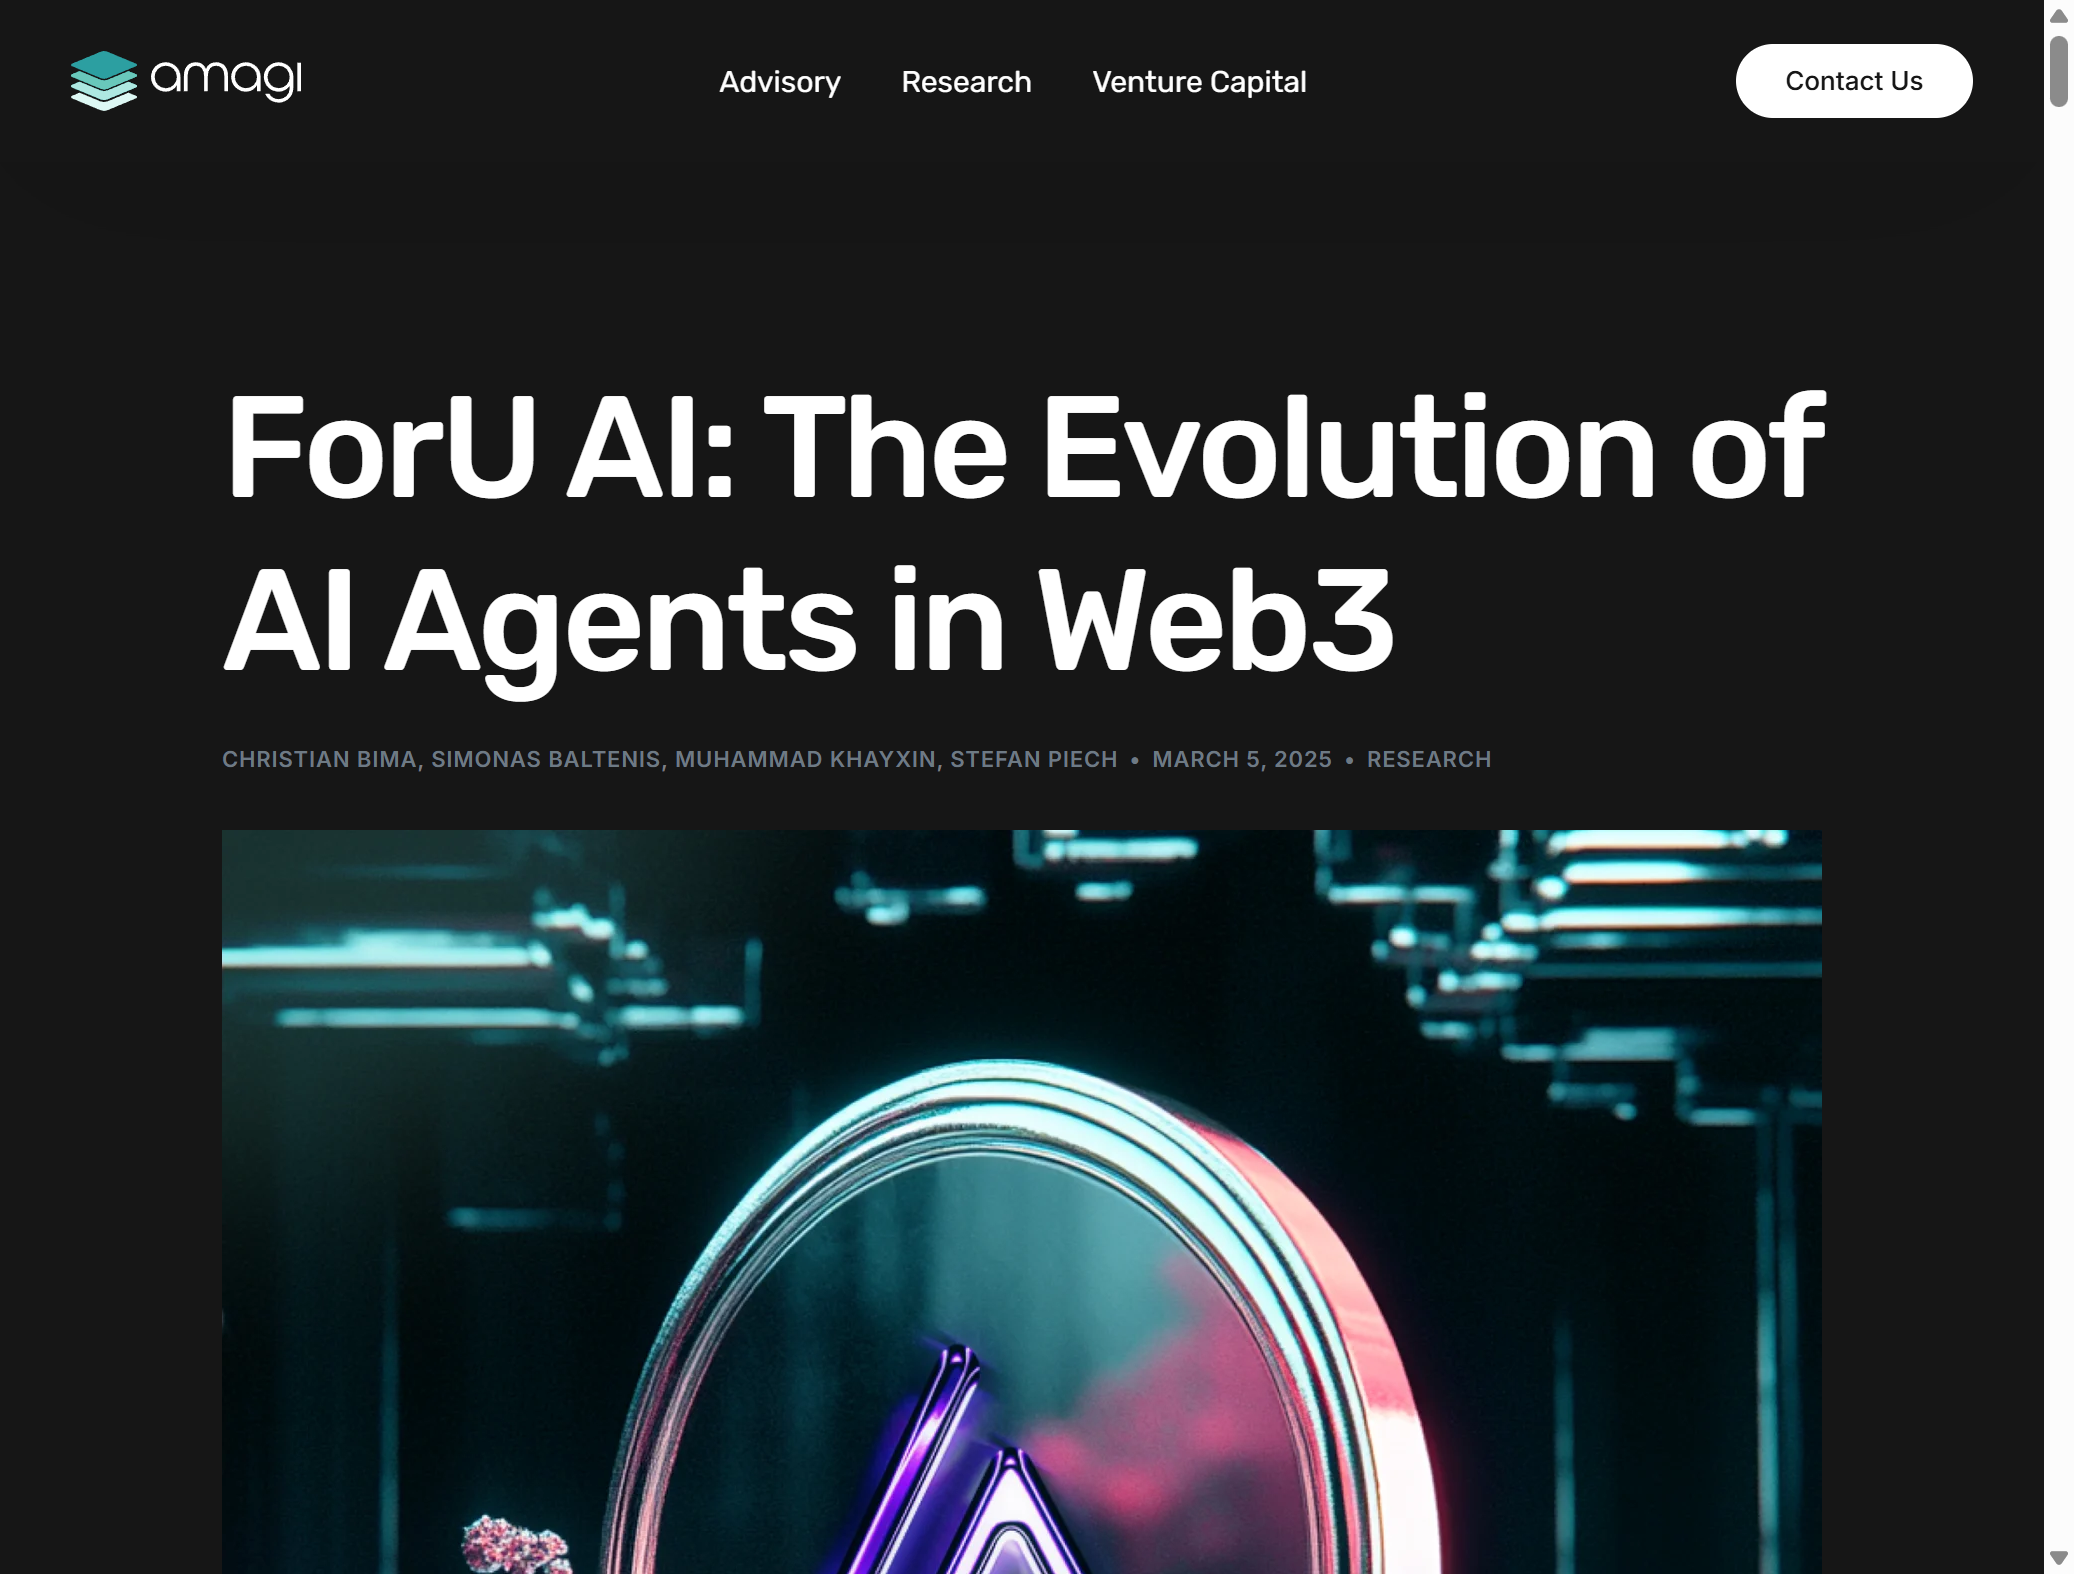 amagi
Advisory
Research
Venture Capital
Contact Us
ForU AI: The Evolution of
AI Agents in Web3
CHRISTIAN BIMA, SIMONAS BALTENIS, MUHAMMAD KHAYXIN, STEFAN PIECH • MARCH 5, 2025 • RESEARCH